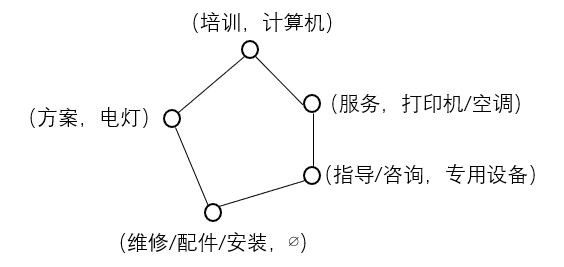 (培训，计算机)
(服务，打印机/空调)
(方案，电灯)
(指导/咨询，专用设备)
(维修/配件/安装，∅)